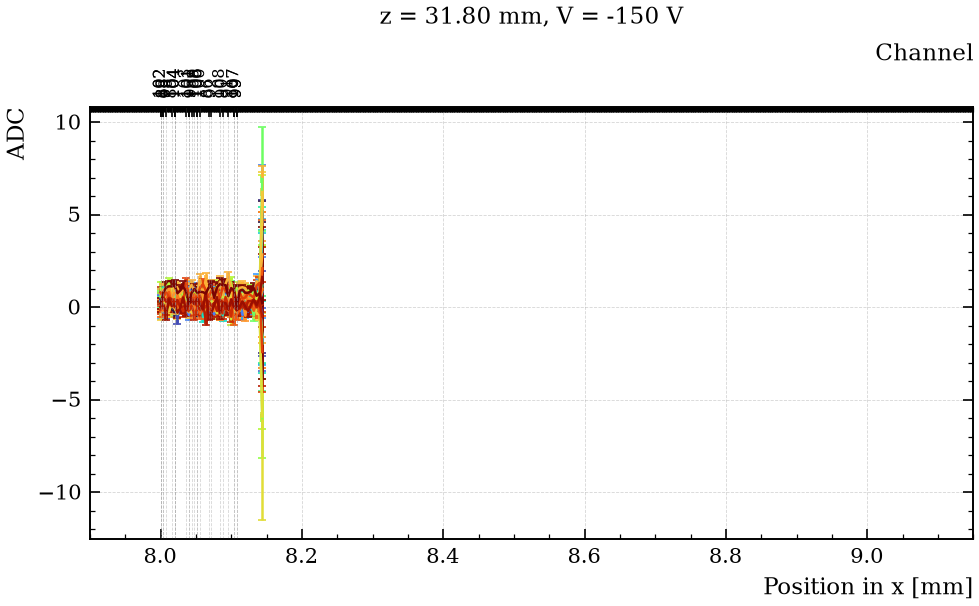 z = 31.80 mm, V = -150 V
Channel
ADC
10
5
0
−5
−10
8.0 8.2 8.4 8.6 8.8 9.0
Position in x [mm]